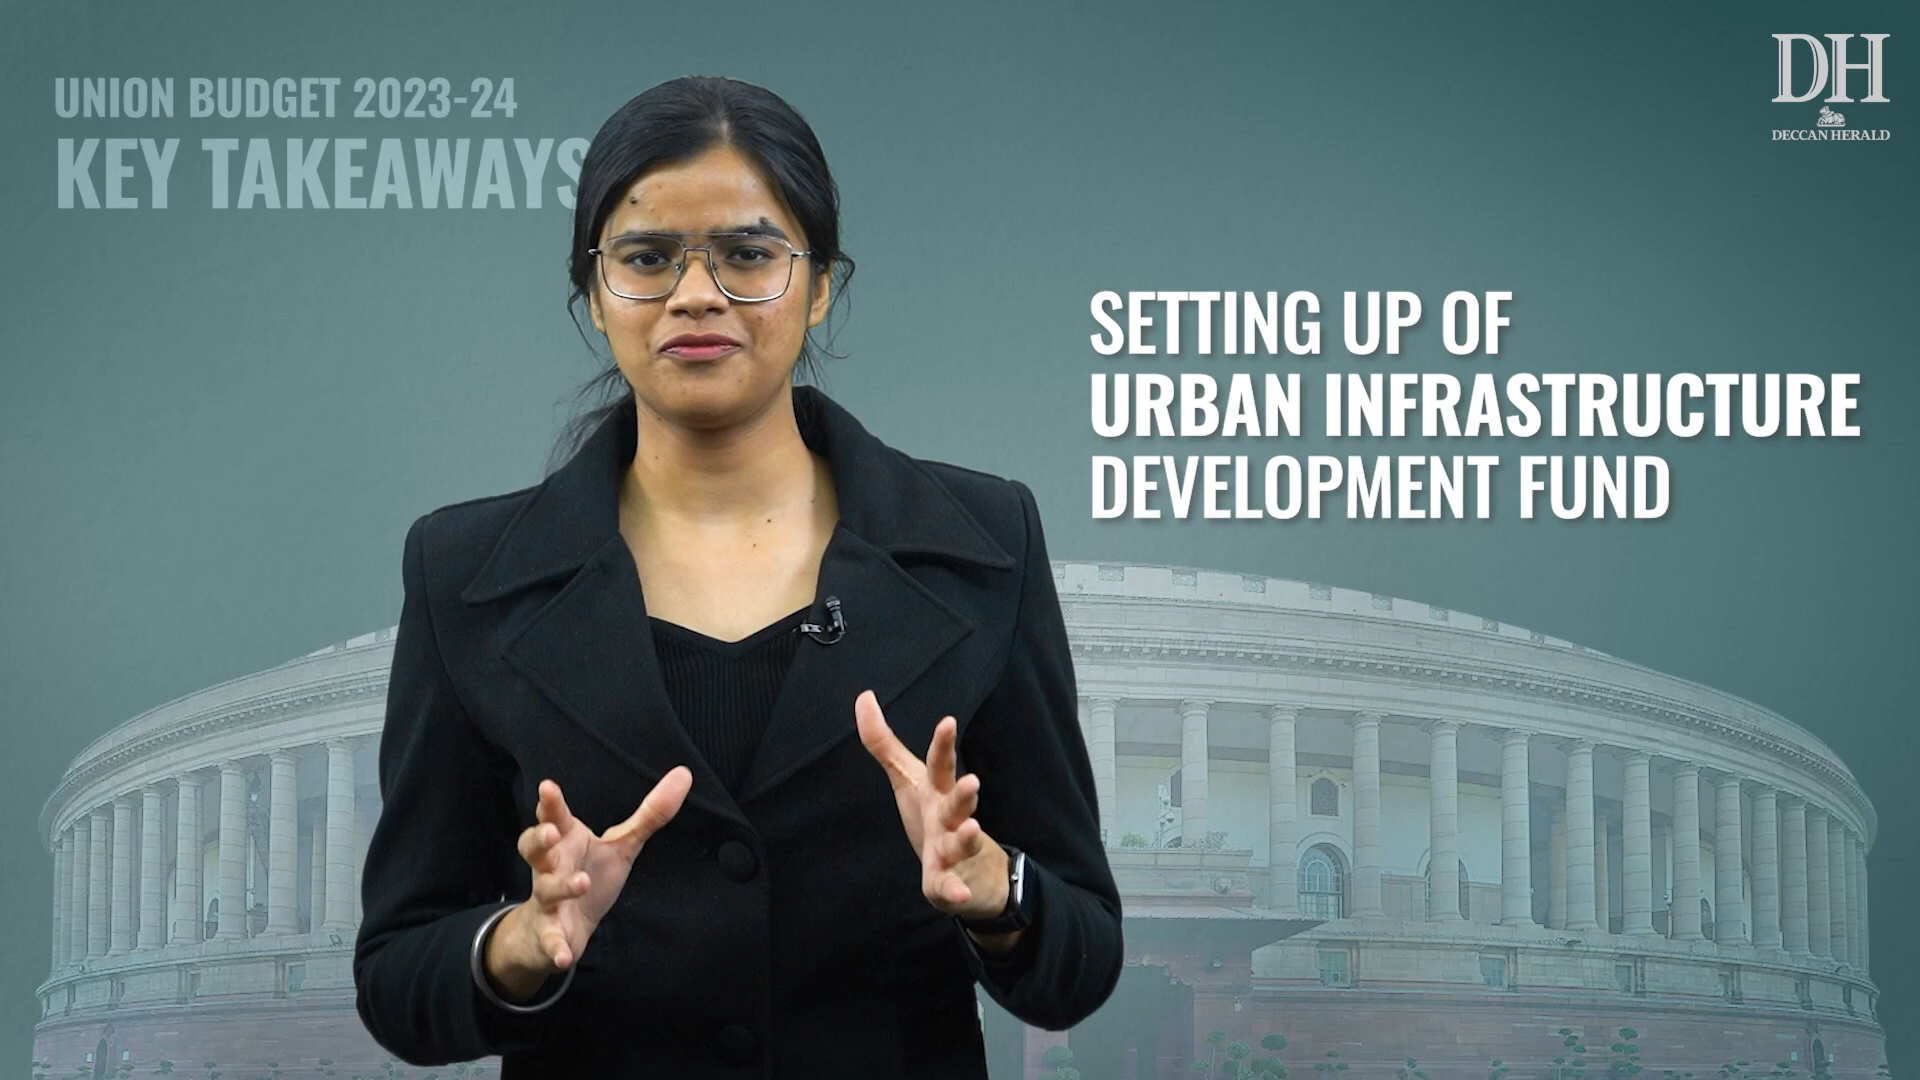 UNION BUDGET 2023-24
KEY TAKEAWAYS
DH
DECCAN HERALD
SETTING UP OF
URBAN INFRASTRUCTURE
DEVELOPMENT FUND